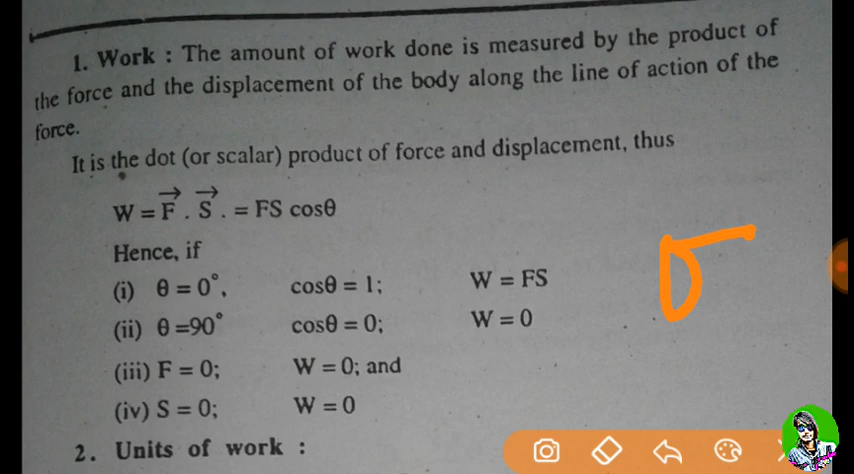 1. Work : The amount of work done is measured by the product of
the force and the displacement of the body along the line of action of the
force.
It is the dot (or scalar) product of force and displacement, thus
W = F⃗ . S⃗ . = FS cosθ
Hence, if
(i) θ = 0°, cosθ = 1; W = FS
(ii) θ =90° cosθ = 0; W = 0
(iii) F = 0; W = 0; and
(iv) S = 0; W = 0
2. Units of work :